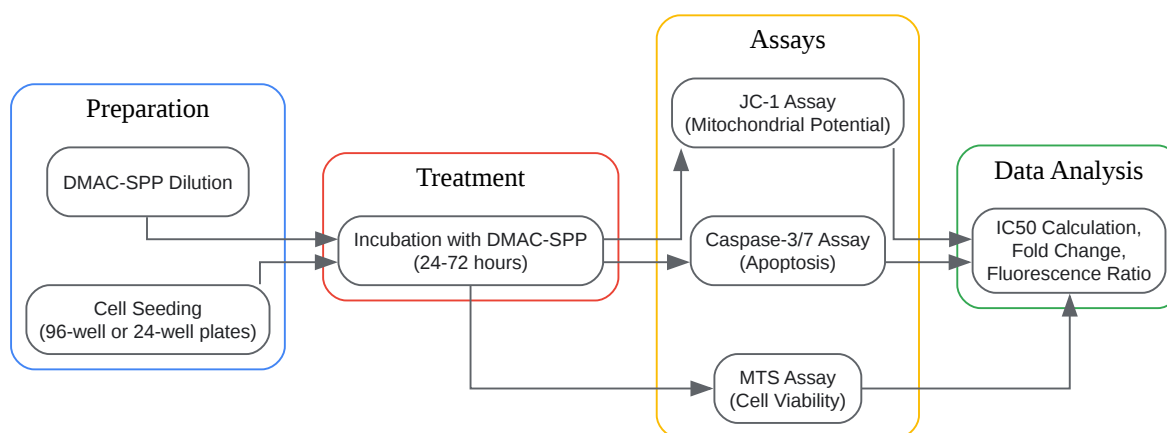 Preparation
DMAC-SPP Dilution
Cell Seeding
(96-well or 24-well plates)
Treatment
Incubation with DMAC-SPP
(24-72 hours)
Assays
JC-1 Assay
(Mitochondrial Potential)
Caspase-3/7 Assay
(Apoptosis)
MTS Assay
(Cell Viability)
Data Analysis
IC50 Calculation,
Fold Change,
Fluorescence Ratio